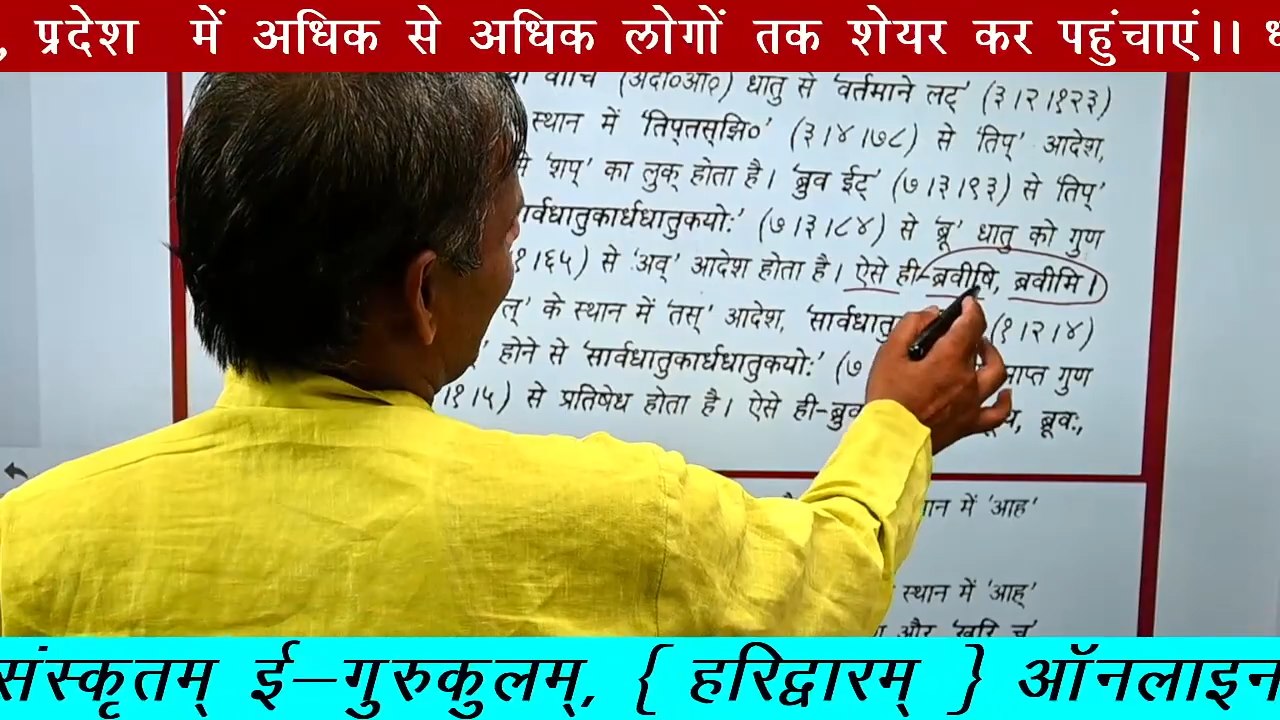 , प्रदेश में अधिक से अधिक लोगों तक शेयर कर पहुंचाएं।।
(अदा०आ०) धातु से 'वर्तमाने लट्' (३।२।१२३)
स्थान में 'तिप्तस्झि०' (३।४।७८) से 'तिप्' आदेश,
से 'शप्' का लुक् होता है। 'ब्रुव ईट्' (७।३।९३) से 'तिप्'
सार्वधातुकार्धधातुकयोः' (७।३।८४) से 'ब्रू' धातु को गुण
१।६५) से 'अव्' आदेश होता है। ऐसे ही-ब्रवीषि, ब्रवीमि।
ल्' के स्थान में 'तस्' आदेश, (१।२।४)
होने से 'सार्वधातुकार्धधातुकयोः' (७ प्राप्त गुण
।१।५) से प्रतिषेध होता है। ऐसे ही- ब्रूवः,
में 'आह'
स्थान में 'आह्'
और 'खरि च'
संस्कृतम् ई-गुरुकुलम्, { हरिद्वारम् } ऑनलाइन